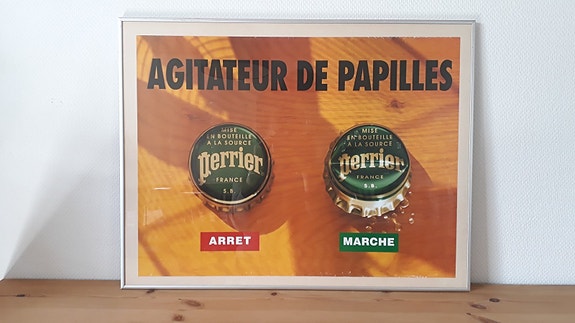 AGITATEUR DE PAPILLES
MISE
EN BOUTEILLE
A LA SOURCE
Perrier
FRANCE
S.B.
ARRET
MISE
EN BOUTEILLE
A LA SOURCE
Perrier
FRANCE
S.B.
MARCHE